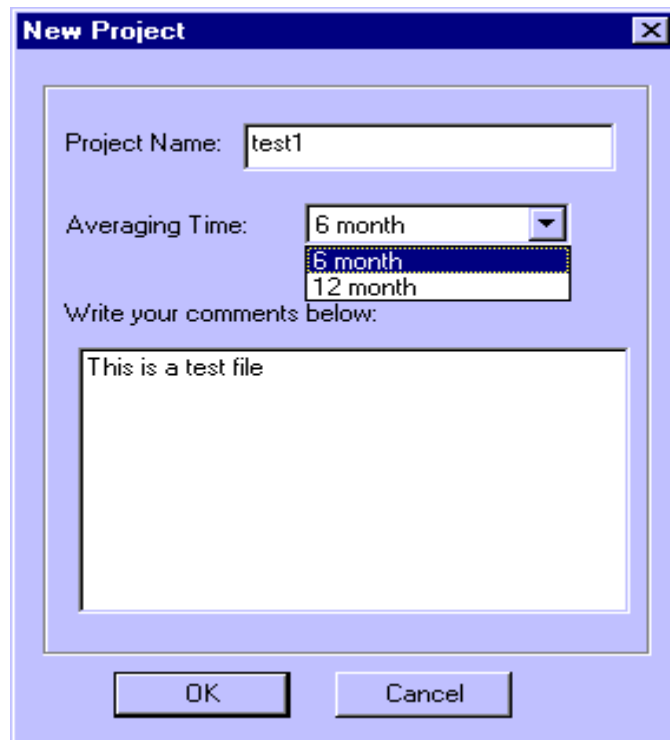 New Project
Project Name: test1
Averaging Time: 6 month
6 month
12 month
Write your comments below:
This is a test file
OK Cancel